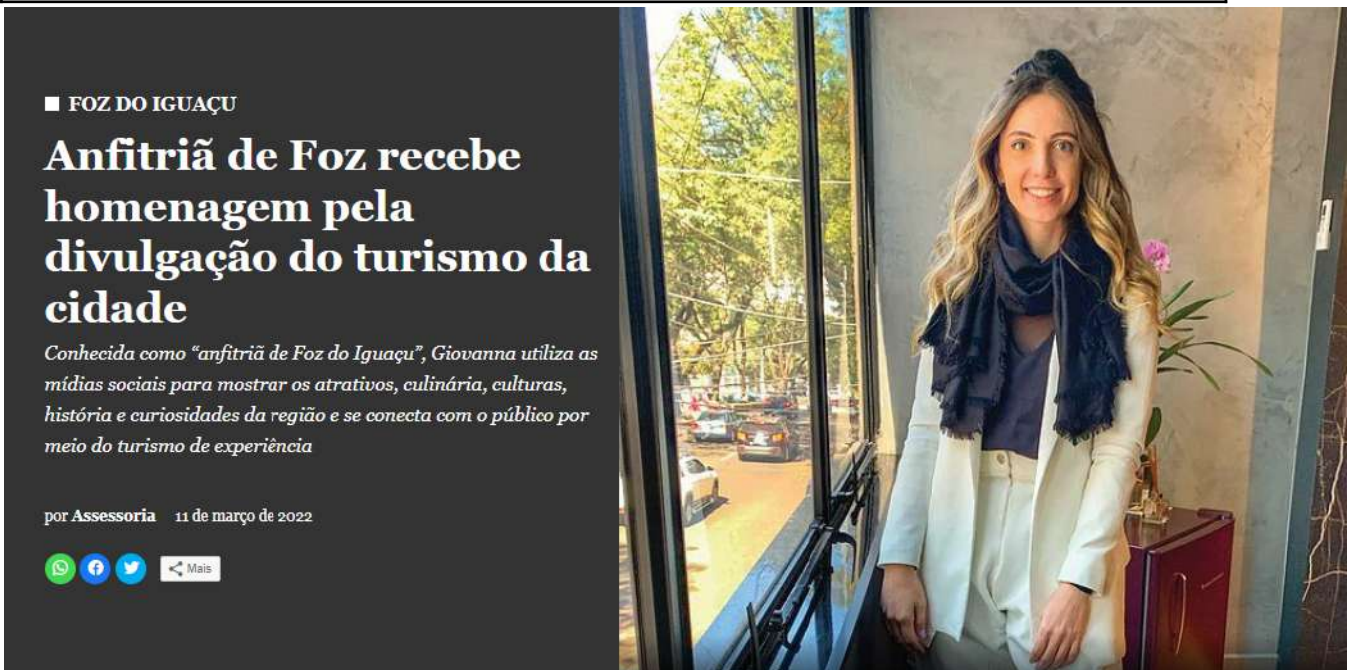 FOZ DO IGUAÇU
Anfitriã de Foz recebe
homenagem pela
divulgação do turismo da
cidade
Conhecida como “anfitriã de Foz do Iguaçu”, Giovanna utiliza as
mídias sociais para mostrar os atrativos, culinária, culturas,
história e curiosidades da região e se conecta com o público por
meio do turismo de experiência
por Assessoria 11 de março de 2022
Mais